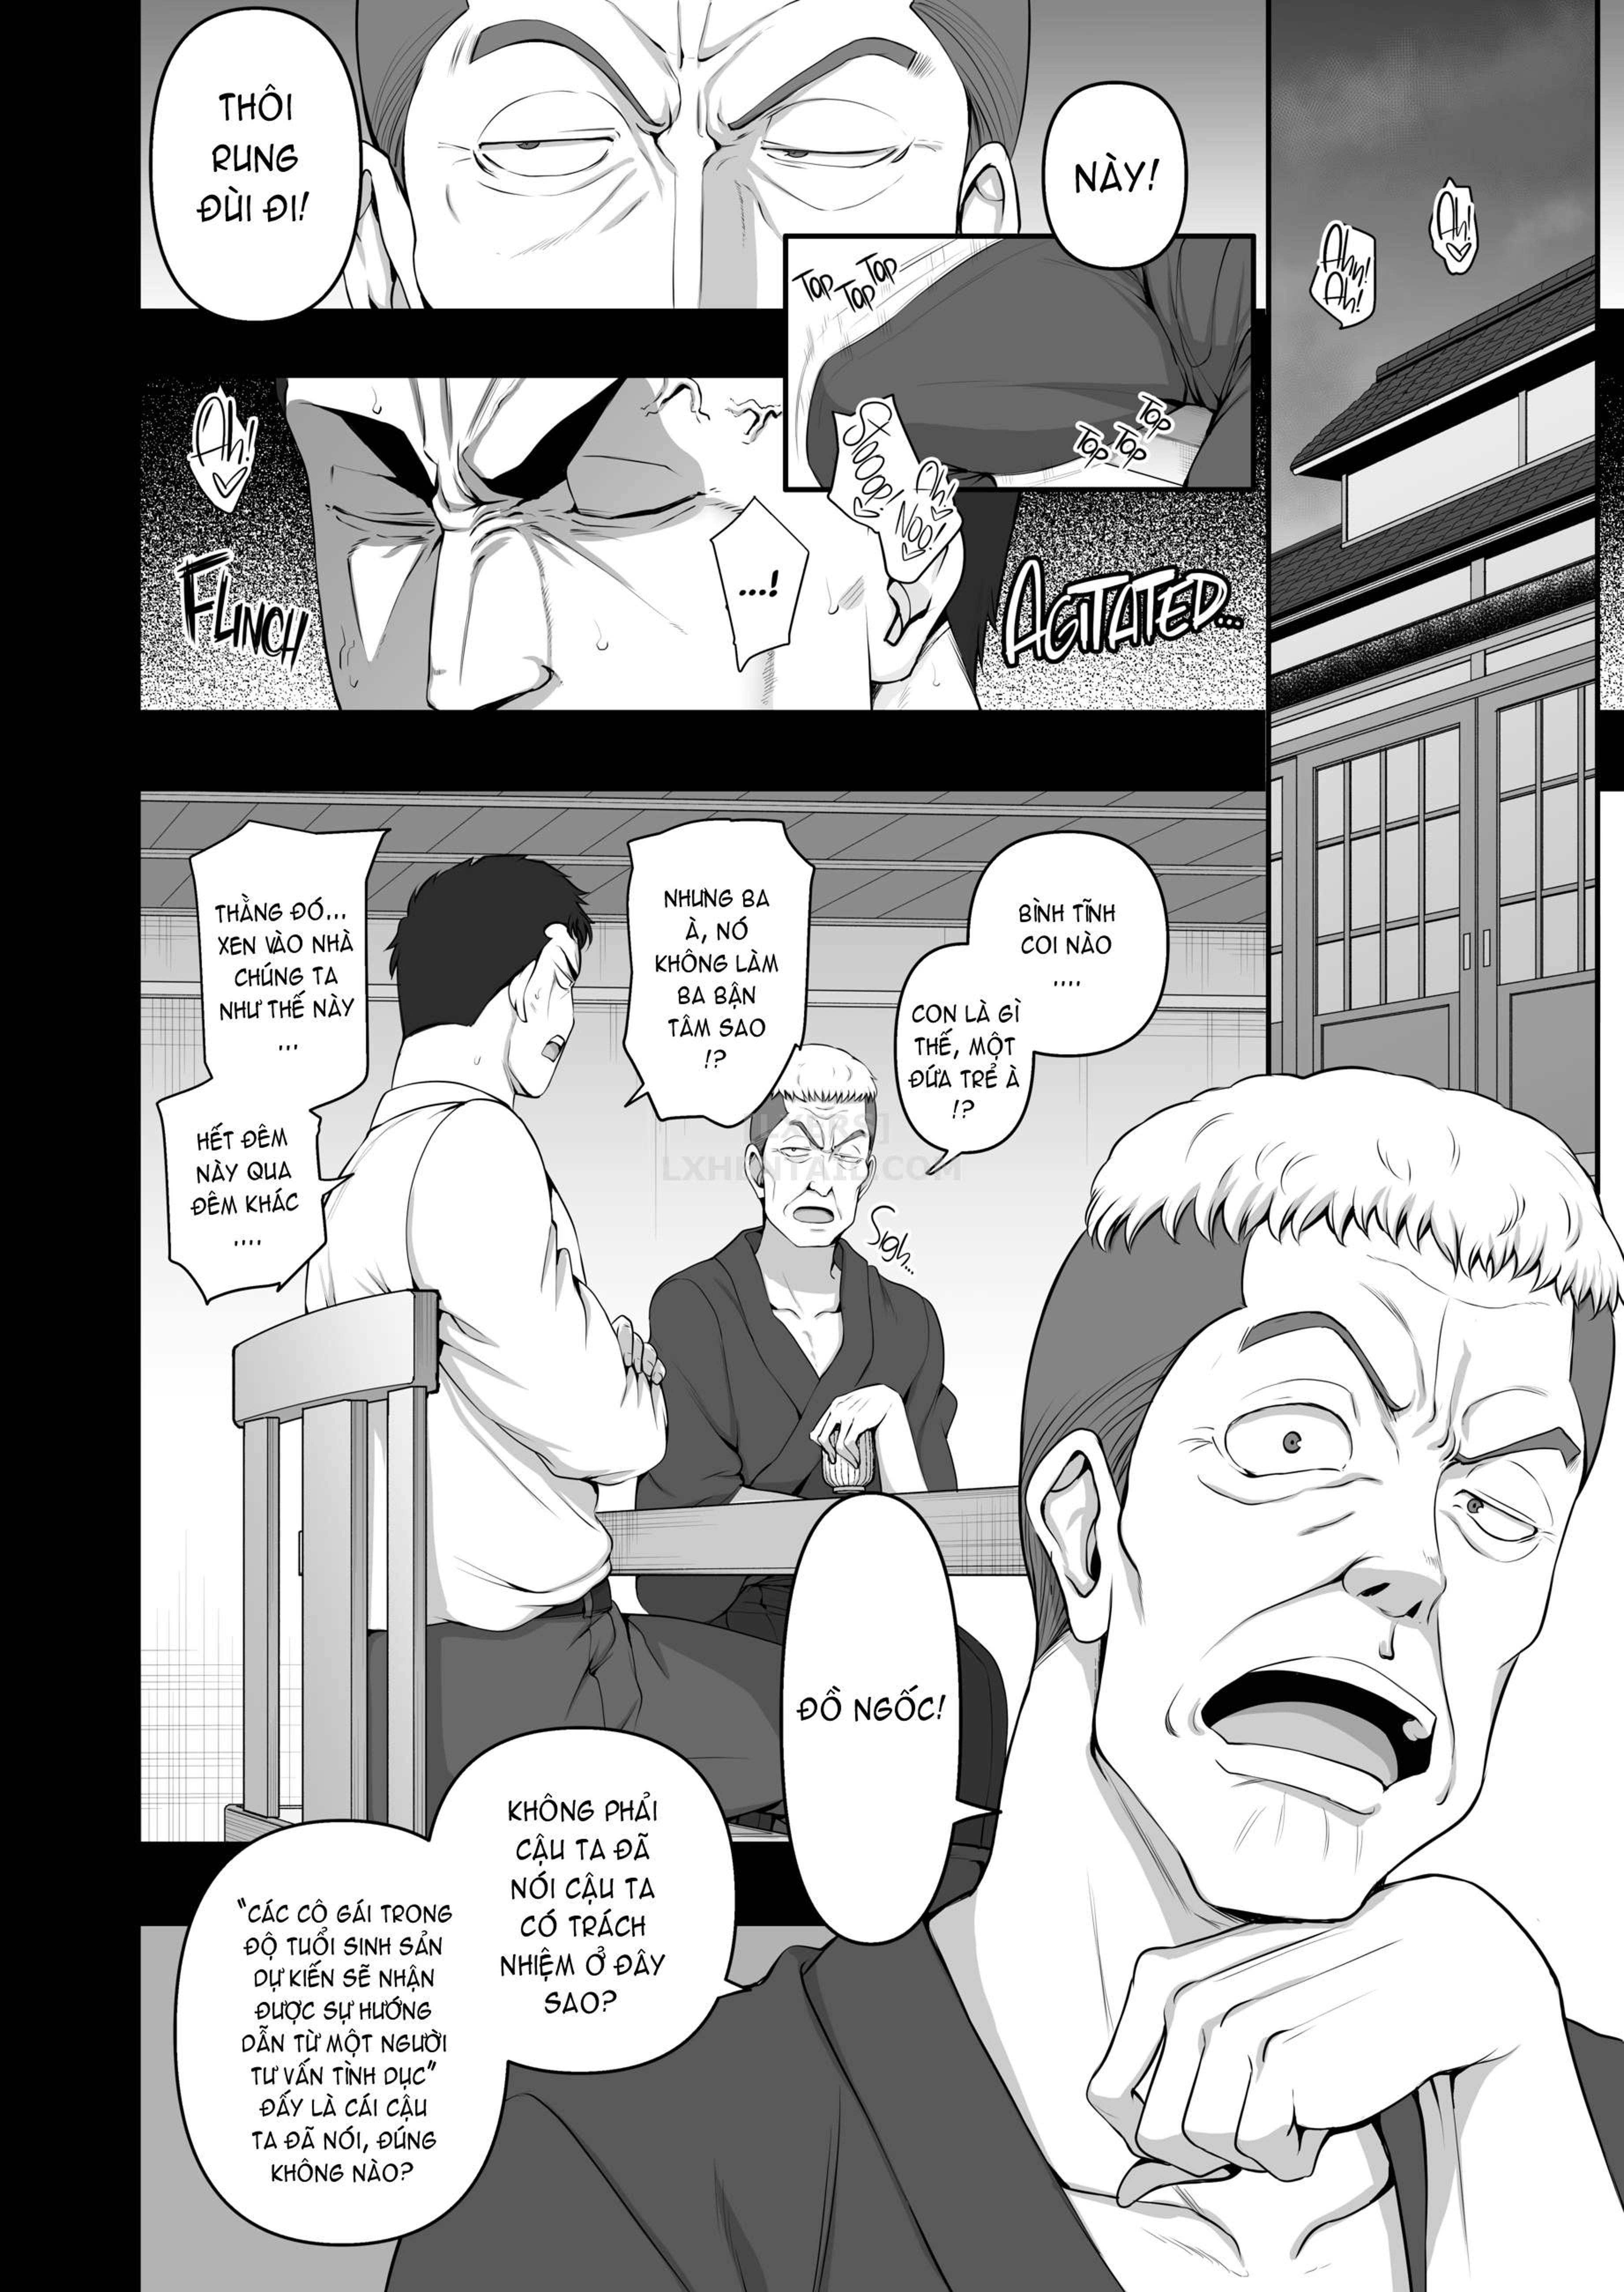 Ah!
Ahn!
Ah!
NÀY!
TAP
TAP
TAP
TAP
TAP
TAP
THÔI
RUNG
ĐÙI ĐI!
Stooop
Noo!
Ah!
AGITATED...
...!
Ah!
FLINCH
BÌNH TĨNH
COI NÀO
....
CON LÀ GÌ
THẾ, MỘT
ĐỨA TRẺ À
!?
Sigh...
NHƯNG BA
À, NÓ
KHÔNG LÀM
BA BẬN
TÂM SAO
!?
THẰNG ĐÓ...
XEN VÀO NHÀ
CHÚNG TA
NHƯ THẾ NÀY
...
HẾT ĐÊM
NÀY QUA
ĐÊM KHÁC
....
[LXERS]
LXHENTAI.COM
ĐỒ NGỐC!
KHÔNG PHẢI
CẬU TA ĐÃ
NÓI CẬU TA
CÓ TRÁCH
NHIỆM Ở ĐÂY
SAO?
"CÁC CÔ GÁI TRONG
ĐỘ TUỔI SINH SẢN
DỰ KIẾN SẼ NHẬN
ĐƯỢC SỰ HƯỚNG
DẪN TỪ MỘT NGƯỜI
TƯ VẤN TÌNH DỤC"
ĐẤY LÀ CÁI CẬU
TA ĐÃ NÓI, ĐÚNG
KHÔNG NÀO?